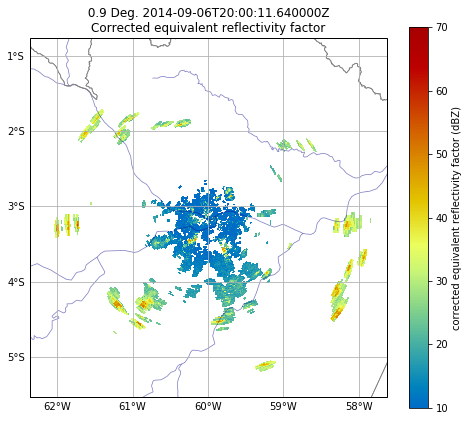 0.9 Deg. 2014-09-06T20:00:11.640000Z
Corrected equivalent reflectivity factor
1°S
2°S
3°S
4°S
5°S
62°W 61°W 60°W 59°W 58°W
70
60
50
40
30
20
10
corrected equivalent reflectivity factor (dBZ)